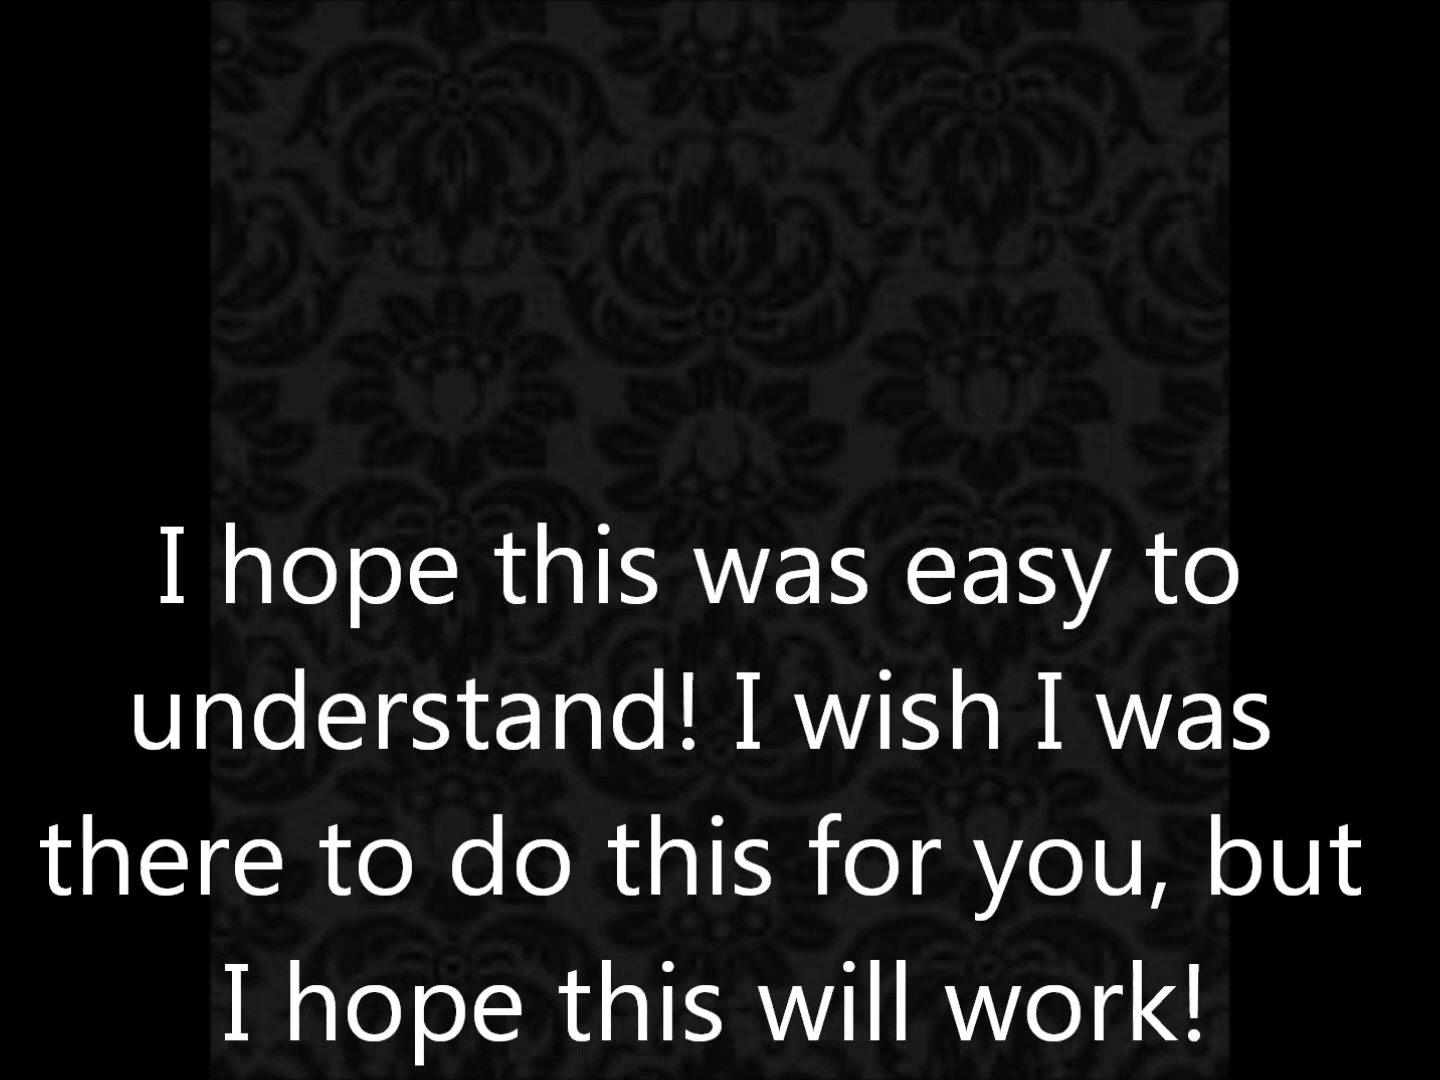 I hope this was easy to
understand! I wish I was
there to do this for you, but
I hope this will work!